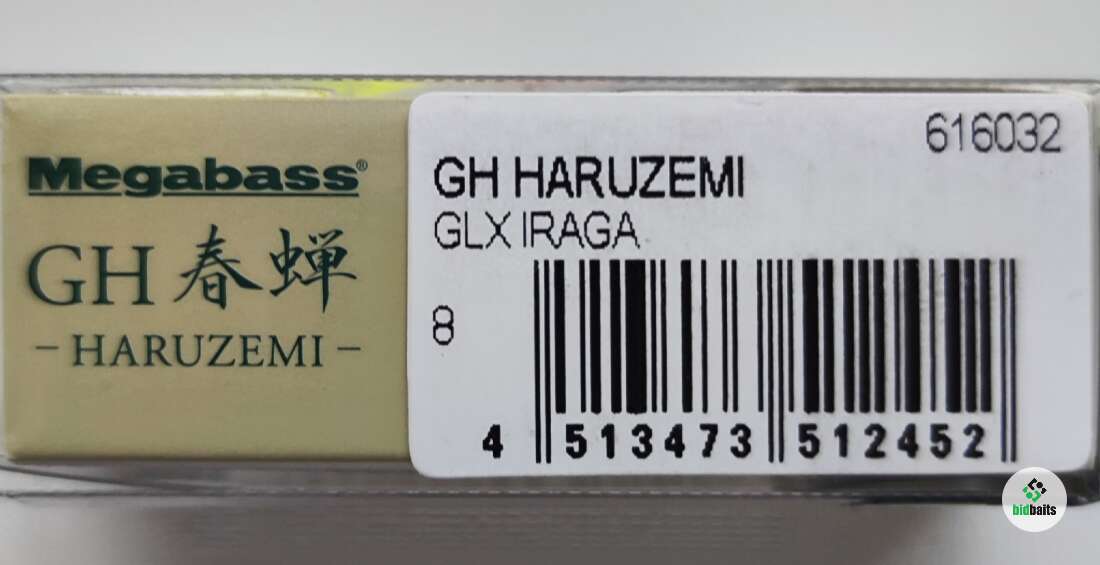 Megabass®
GH 春蝉
- HARUZEMI -
616032
GH HARUZEMI
GLX IRAGA
8
4 513473 512452
bidbaits